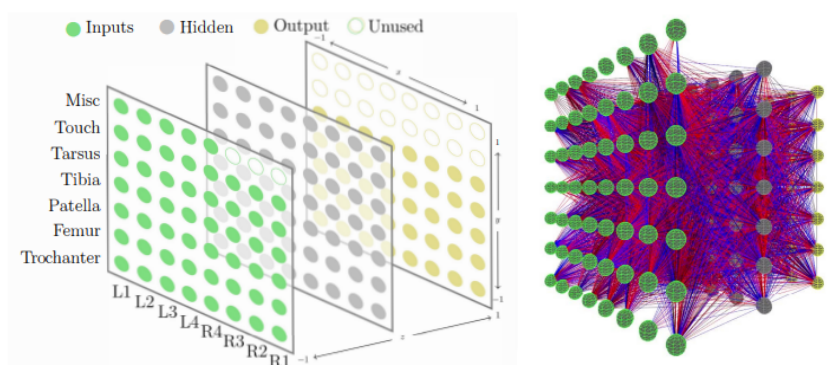 Inputs Hidden Output Unused
Misc
Touch
Tarsus
Tibia
Patella
Femur
Trochanter
L1 L2 L3 L4 R4 R3 R2 R1
-1
x
1
1
y
-1
-1
z
1